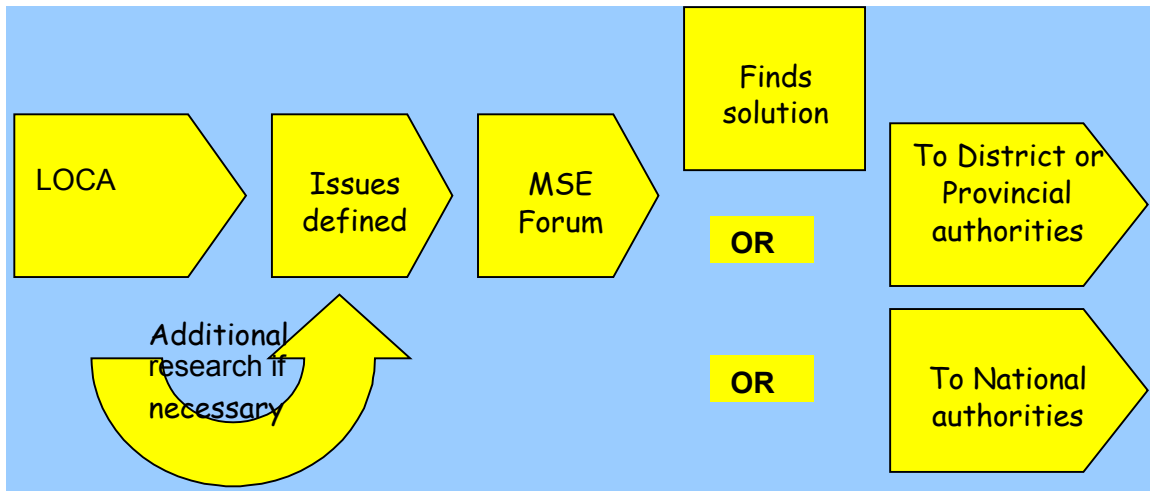 LOCA
Issues
defined
MSE
Forum
Finds
solution
OR
OR
To District or
Provincial
authorities
To National
authorities
Additional
research if
necessary